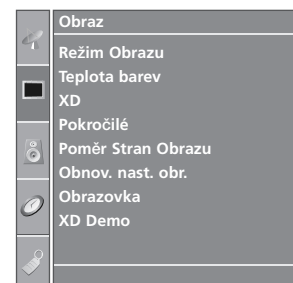 Obraz
Režim Obrazu
Teplota barev
XD
Pokročilé
Poměr Stran Obrazu
Obnov. nast. obr.
Obrazovka
XD Demo